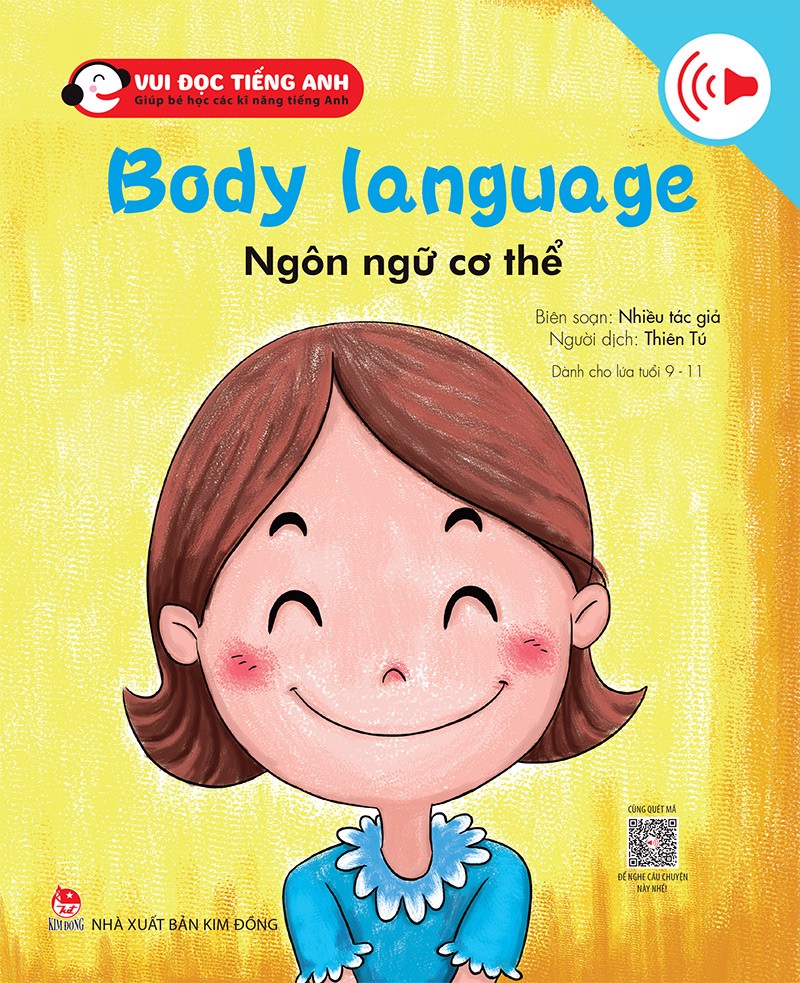 VUI ĐỌC TIẾNG ANH
Giúp bé học các kĩ năng tiếng Anh
Body language
Ngôn ngữ cơ thể
Biên soạn: Nhiều tác giả
Người dịch: Thiên Tú
Dành cho lứa tuổi 9 - 11
CÙNG QUÉT MÃ
ĐỂ NGHE CÂU CHUYỆN
NÀY NHÉ!
KIM ĐỒNG
NHÀ XUẤT BẢN KIM ĐỒNG